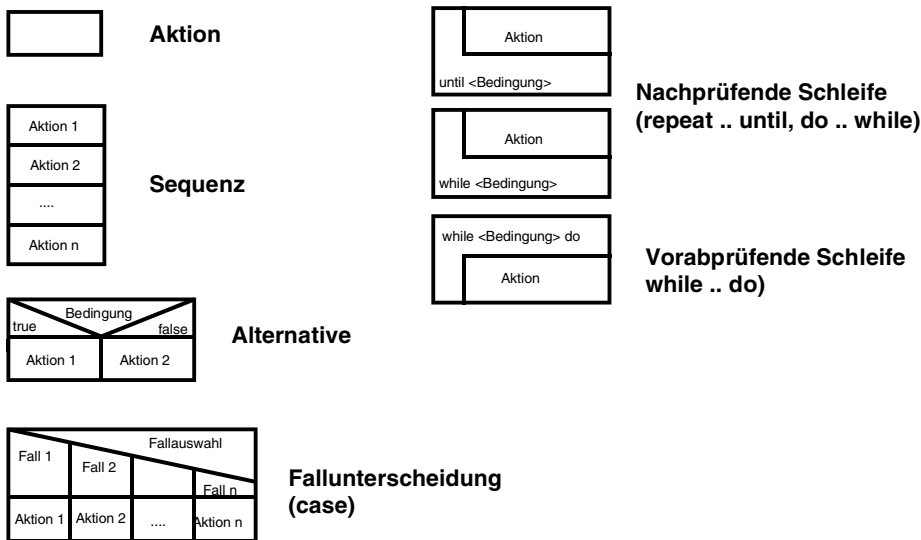 Aktion
Aktion 1
Aktion 2
....
Aktion n
Sequenz
Bedingung
true
false
Aktion 1
Aktion 2
Alternative
Fallauswahl
Fall 1
Fall 2
Fall n
Aktion 1
Aktion 2
....
Aktion n
Fallunterscheidung
(case)
Aktion
until <Bedingung>
Aktion
while <Bedingung>
Nachprüfende Schleife
(repeat .. until, do .. while)
while <Bedingung> do
Aktion
Vorabprüfende Schleife
while .. do)